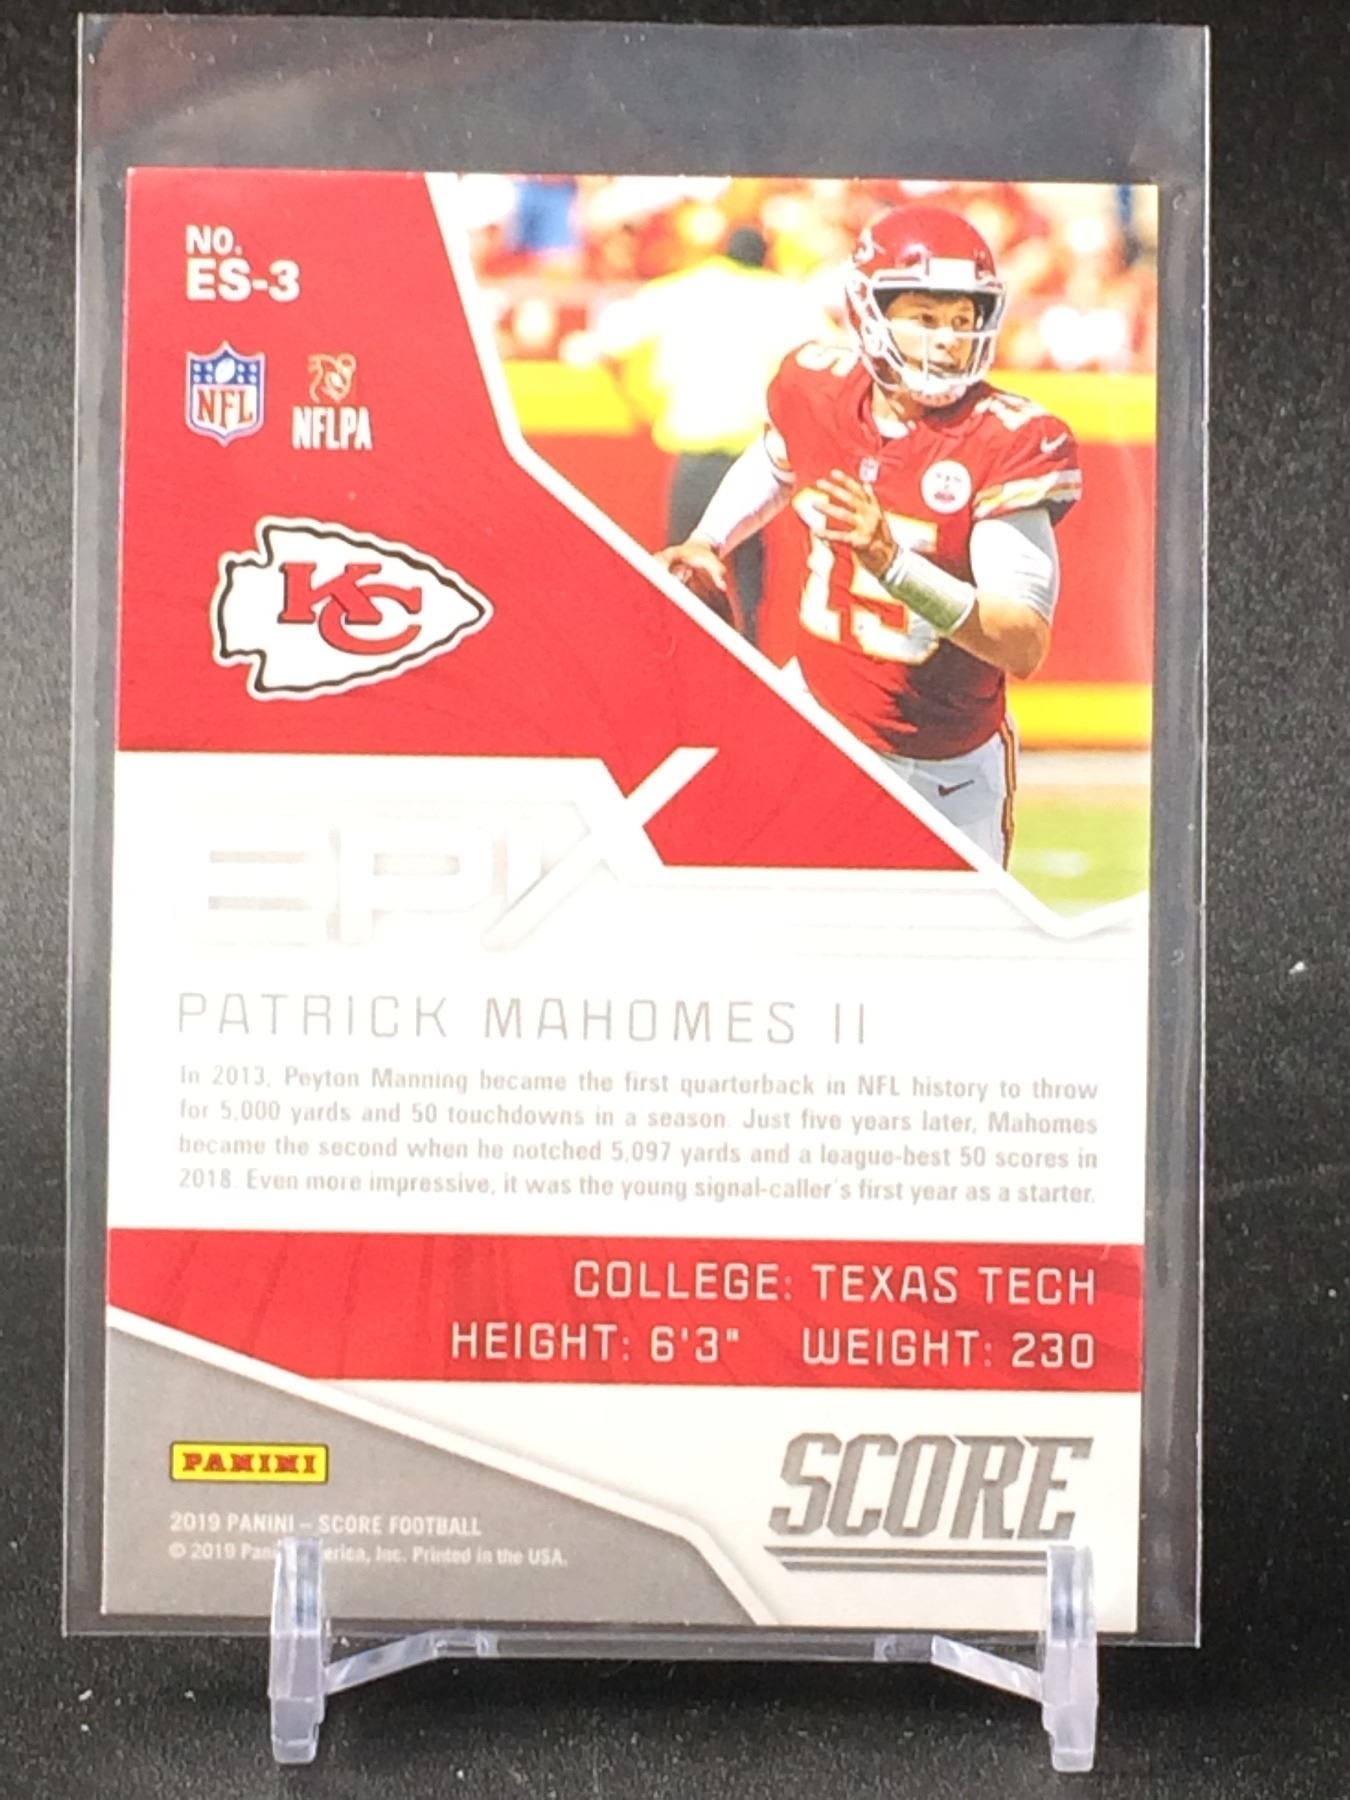 NO.
ES-3
NFL
NFLPA
KC
15
EPIX
PATRICK MAHOMES II
In 2013, Peyton Manning became the first quarterback in NFL history to throw
for 5,000 yards and 50 touchdowns in a season. Just five years later, Mahomes
became the second when he notched 5,097 yards and a league-best 50 scores in
2018. Even more impressive, it was the young signal-caller's first year as a starter.
COLLEGE: TEXAS TECH
HEIGHT: 6'3" WEIGHT: 230
PANINI
SCORE
2019 PANINI – SCORE FOOTBALL
© 2019 Panini America, Inc. Printed in the USA.